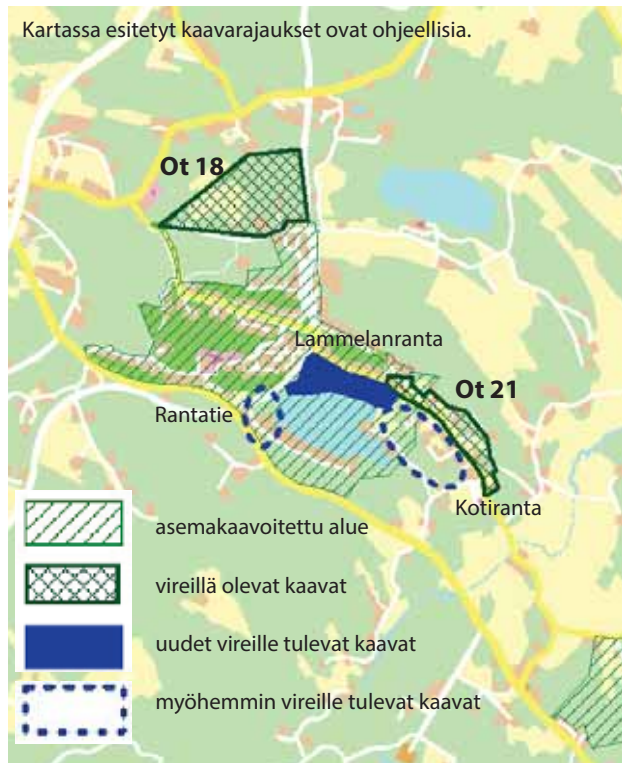 Kartassa esitetyt kaavarajaukset ovat ohjeellisia.
Ot 18
Lammelanranta
Ot 21
Rantatie
Kotiranta
asemakaavoitettu alue
vireillä olevat kaavat
uudet vireille tulevat kaavat
myöhemmin vireille tulevat kaavat